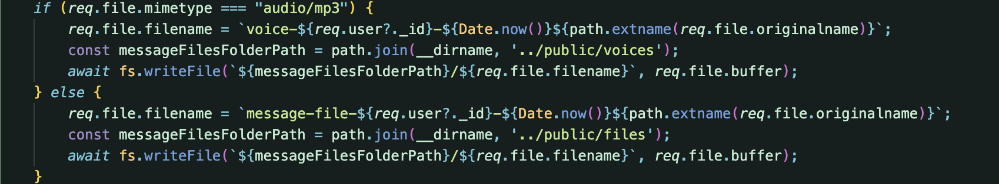 if (req.file.mimetype === "audio/mp3") {
    req.file.filename = `voice-${req.user?._id}-${Date.now()}${path.extname(req.file.originalname)}`;
    const messageFilesFolderPath = path.join(__dirname, '../public/voices');
    await fs.writeFile(`${messageFilesFolderPath}/${req.file.filename}`, req.file.buffer);
} else {
    req.file.filename = `message-file-${req.user?._id}-${Date.now()}${path.extname(req.file.originalname)}`;
    const messageFilesFolderPath = path.join(__dirname, '../public/files');
    await fs.writeFile(`${messageFilesFolderPath}/${req.file.filename}`, req.file.buffer);
}